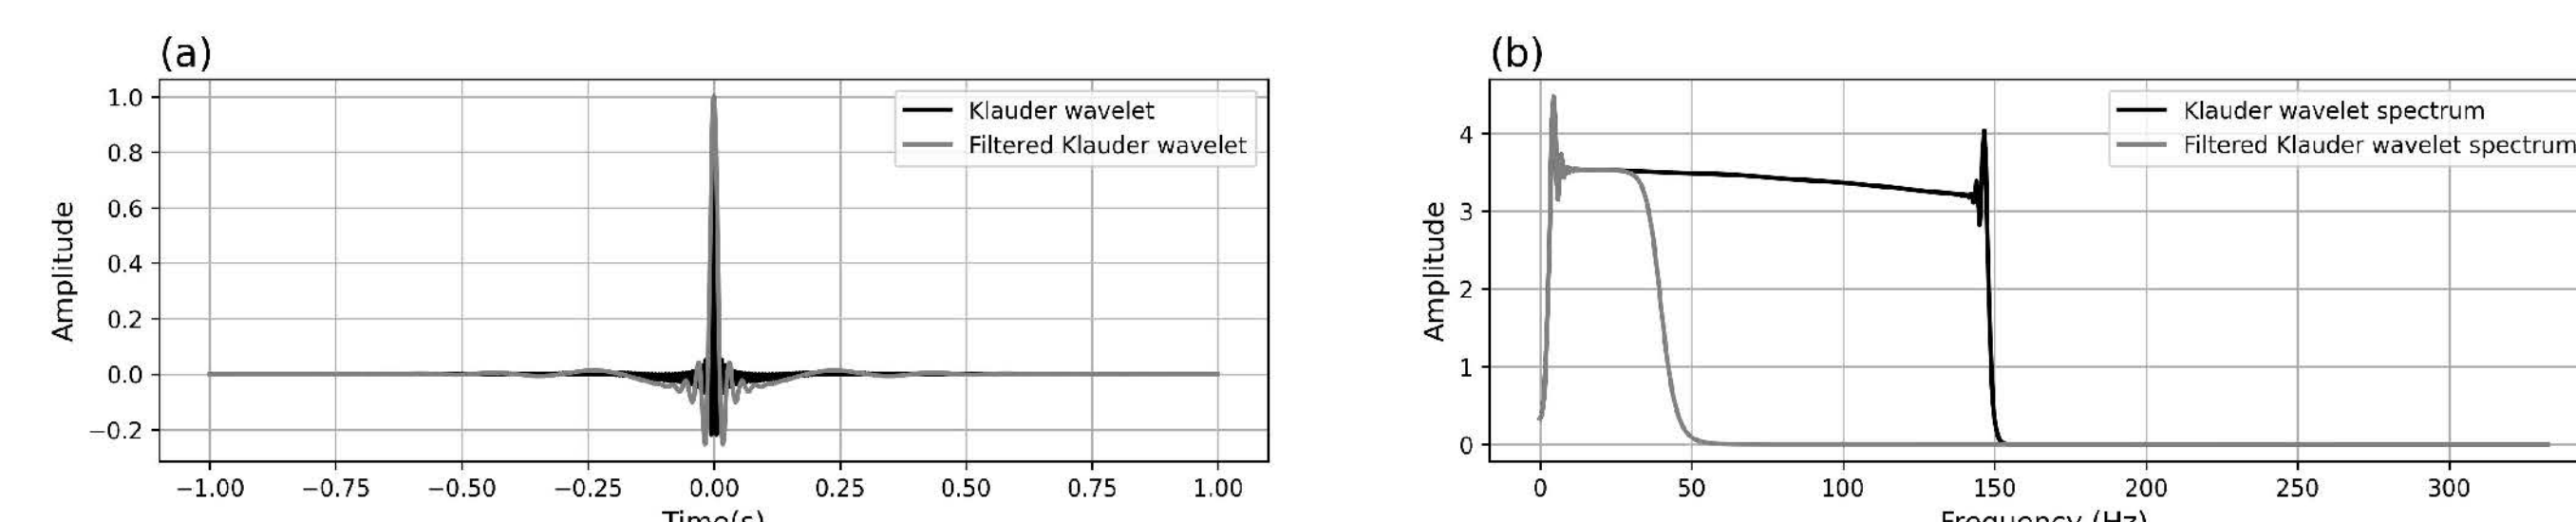 (a)
Klauder wavelet
Filtered Klauder wavelet
Amplitude
1.0
0.8
0.6
0.4
0.2
0.0
−0.2
−1.00 −0.75 −0.50 −0.25 0.00 0.25 0.50 0.75 1.00
Time(s)
(b)
Klauder wavelet spectrum
Filtered Klauder wavelet spectrum
Amplitude
4
3
2
1
0
0 50 100 150 200 250 300
Frequency (Hz)